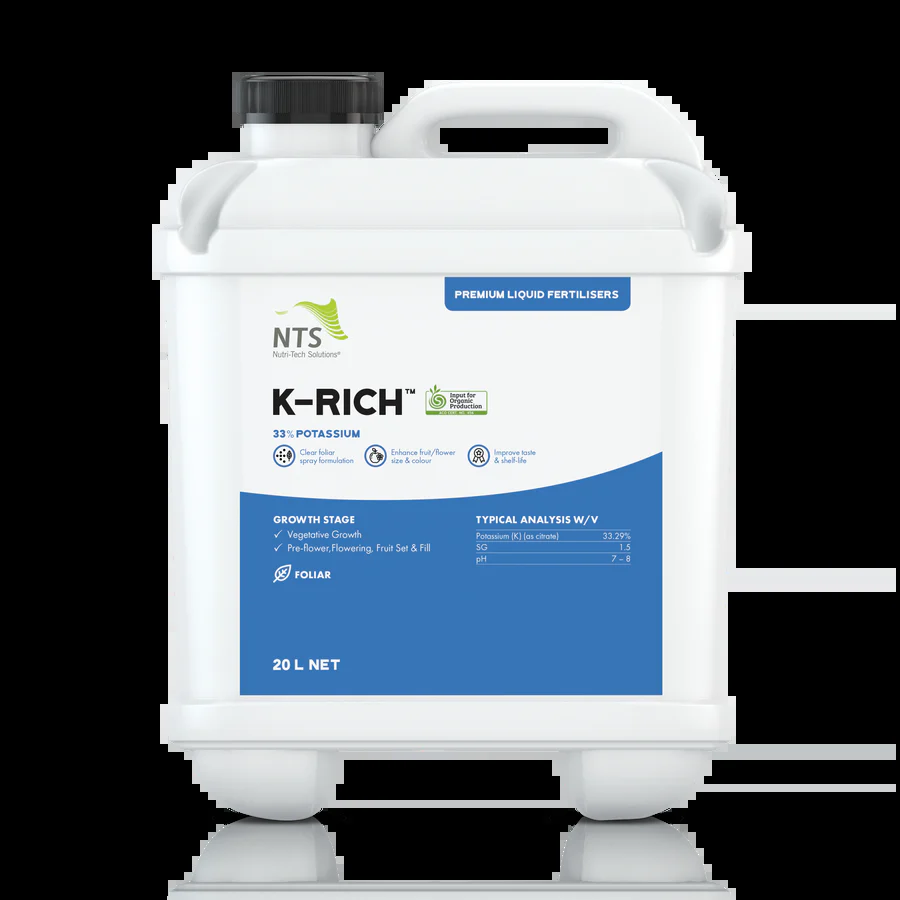 PREMIUM LIQUID FERTILISERS
NTS
Nutri-Tech Solutions®
K-RICH™
Input for
Organic
Production
33% POTASSIUM
Clear foliar
spray formulation
Enhance fruit/flower
size & colour
Improve taste
& shelf-life
GROWTH STAGE
✓ Vegetative Growth
✓ Pre-flower, Flowering, Fruit Set & Fill
FOLIAR
TYPICAL ANALYSIS W/V
Potassium (K) (as citrate) 33.29%
SG 1.5
pH 7 – 8
20 L NET